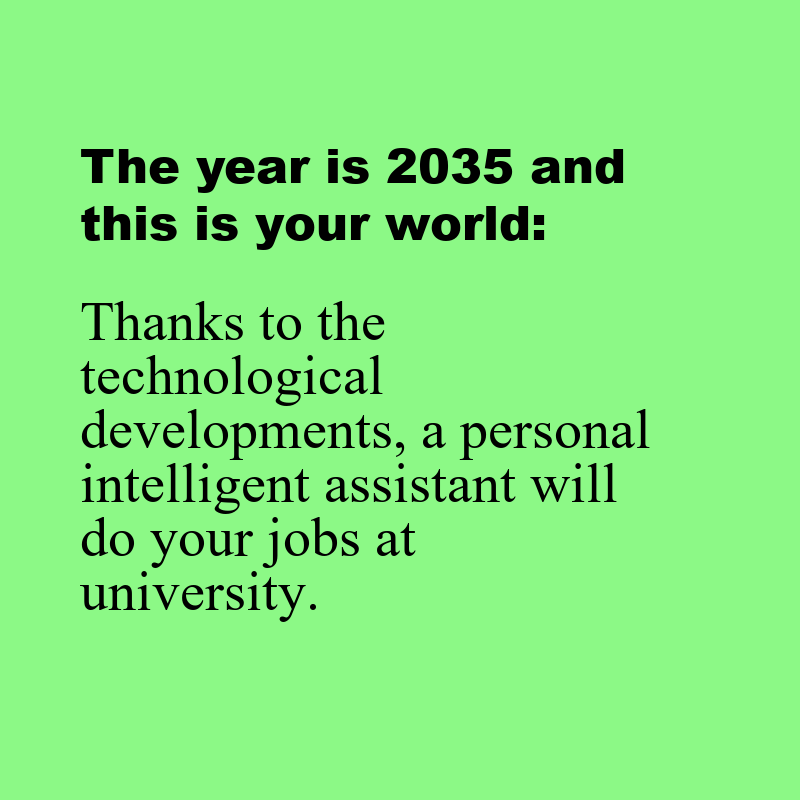 The year is 2035 and
this is your world:
Thanks to the
technological
developments, a personal
intelligent assistant will
do your jobs at
university.